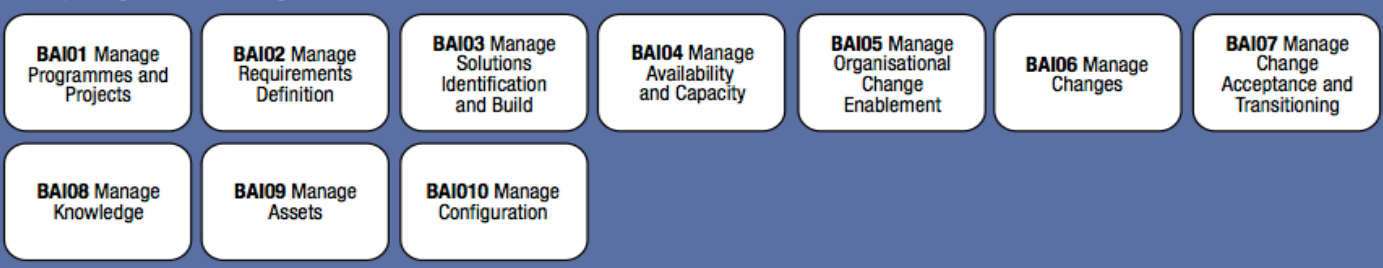 BAI01 Manage
Programmes and
Projects
BAI02 Manage
Requirements
Definition
BAI03 Manage
Solutions
Identification
and Build
BAI04 Manage
Availability
and Capacity
BAI05 Manage
Organisational
Change
Enablement
BAI06 Manage
Changes
BAI07 Manage
Change
Acceptance and
Transitioning
BAI08 Manage
Knowledge
BAI09 Manage
Assets
BAI010 Manage
Configuration